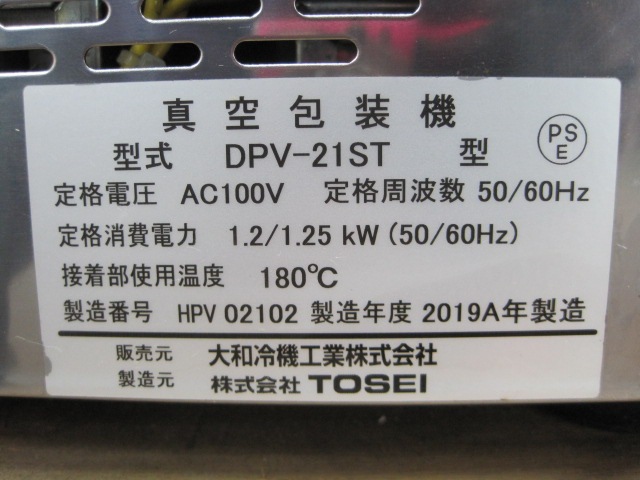 真空包装機
型式 DPV-21ST 型
PS
E
定格電圧 AC100V 定格周波数 50/60Hz
定格消費電力 1.2/1.25 kW (50/60Hz)
接着部使用温度 180℃
製造番号 HPV 02102 製造年度 2019A年製造
販売元 大和冷機工業株式会社
製造元 株式会社 TOSEI